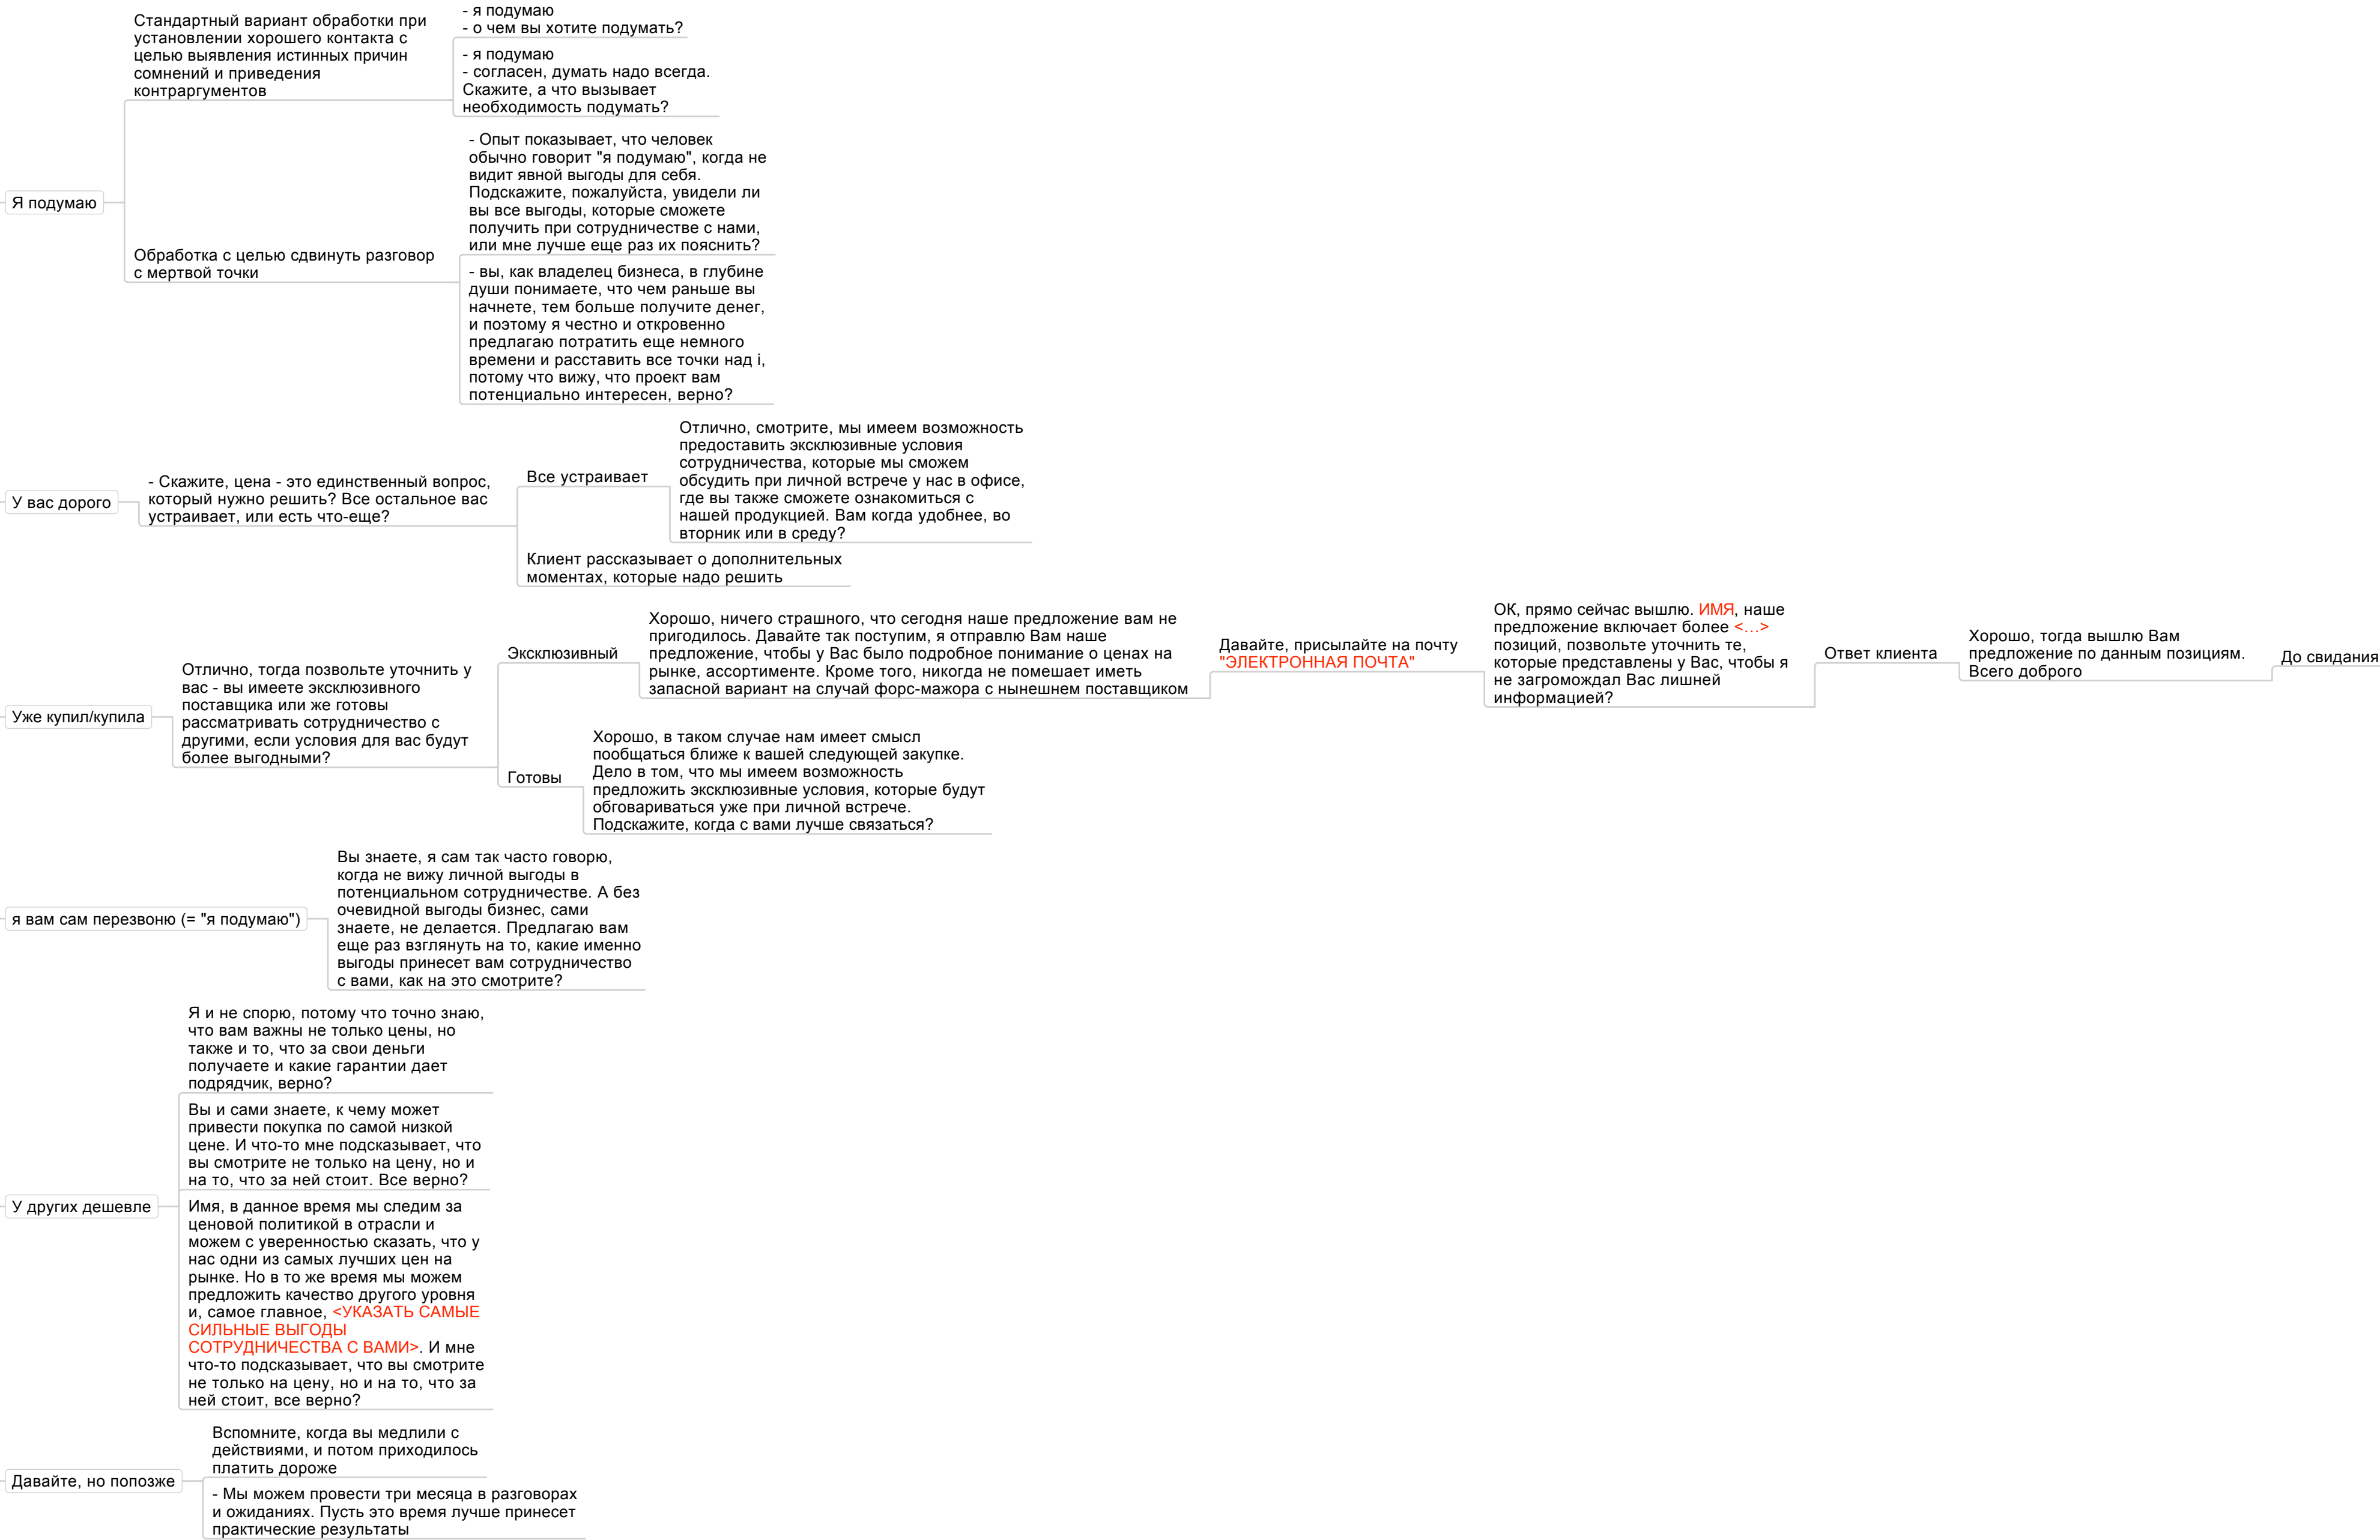 Я подумаю
Стандартный вариант обработки при
установлении хорошего контакта с
целью выявления истинных причин
сомнений и приведения
контраргументов
- я подумаю
- о чем вы хотите подумать?
- я подумаю
- согласен, думать надо всегда.
Скажите, а что вызывает
необходимость подумать?
Обработка с целью сдвинуть разговор
с мертвой точки
- Опыт показывает, что человек
обычно говорит "я подумаю", когда не
видит явной выгоды для себя.
Подскажите, пожалуйста, увидели ли
вы все выгоды, которые сможете
получить при сотрудничестве с нами,
или мне лучше еще раз их пояснить?
- вы, как владелец бизнеса, в глубине
души понимаете, что чем раньше вы
начнете, тем больше получите денег,
и поэтому я честно и откровенно
предлагаю потратить еще немного
времени и расставить все точки над i,
потому что вижу, что проект вам
потенциально интересен, верно?
У вас дорого
- Скажите, цена - это единственный вопрос,
который нужно решить? Все остальное вас
устраивает, или есть что-еще?
Все устраивает
Отлично, смотрите, мы имеем возможность
предоставить эксклюзивные условия
сотрудничества, которые мы сможем
обсудить при личной встрече у нас в офисе,
где вы также сможете ознакомиться с
нашей продукцией. Вам когда удобнее, во
вторник или в среду?
Клиент рассказывает о дополнительных
моментах, которые надо решить
Уже купил/купила
Отлично, тогда позвольте уточнить у
вас - вы имеете эксклюзивного
поставщика или же готовы
рассматривать сотрудничество с
другими, если условия для вас будут
более выгодными?
Эксклюзивный
Хорошо, ничего страшного, что сегодня наше предложение вам не
пригодилось. Давайте так поступим, я отправлю Вам наше
предложение, чтобы у Вас было подробное понимание о ценах на
рынке, ассортименте. Кроме того, никогда не помешает иметь
запасной вариант на случай форс-мажора с нынешнем поставщиком
Давайте, присылайте на почту
"ЭЛЕКТРОННАЯ ПОЧТА"
ОК, прямо сейчас вышлю. ИМЯ, наше
предложение включает более <...>
позиций, позвольте уточнить те,
которые представлены у Вас, чтобы я
не загромождал Вас лишней
информацией?
Ответ клиента
Хорошо, тогда вышлю Вам
предложение по данным позициям.
Всего доброго
До свидания
Готовы
Хорошо, в таком случае нам имеет смысл
пообщаться ближе к вашей следующей закупке.
Дело в том, что мы имеем возможность
предложить эксклюзивные условия, которые будут
обговариваться уже при личной встрече.
Подскажите, когда с вами лучше связаться?
я вам сам перезвоню (= "я подумаю")
Вы знаете, я сам так часто говорю,
когда не вижу личной выгоды в
потенциальном сотрудничестве. А без
очевидной выгоды бизнес, сами
знаете, не делается. Предлагаю вам
еще раз взглянуть на то, какие именно
выгоды принесет вам сотрудничество
с вами, как на это смотрите?
У других дешевле
Я и не спорю, потому что точно знаю,
что вам важны не только цены, но
также и то, что за свои деньги
получаете и какие гарантии дает
подрядчик, верно?
Вы и сами знаете, к чему может
привести покупка по самой низкой
цене. И что-то мне подсказывает, что
вы смотрите не только на цену, но и
на то, что за ней стоит. Все верно?
Имя, в данное время мы следим за
ценовой политикой в отрасли и
можем с уверенностью сказать, что у
нас одни из самых лучших цен на
рынке. Но в то же время мы можем
предложить качество другого уровня
и, самое главное, <УКАЗАТЬ САМЫЕ
СИЛЬНЫЕ ВЫГОДЫ
СОТРУДНИЧЕСТВА С ВАМИ>. И мне
что-то подсказывает, что вы смотрите
не только на цену, но и на то, что за
ней стоит, все верно?
Давайте, но попозже
Вспомните, когда вы медлили с
действиями, и потом приходилось
платить дороже
- Мы можем провести три месяца в разговорах
и ожиданиях. Пусть это время лучше принесет
практические результаты